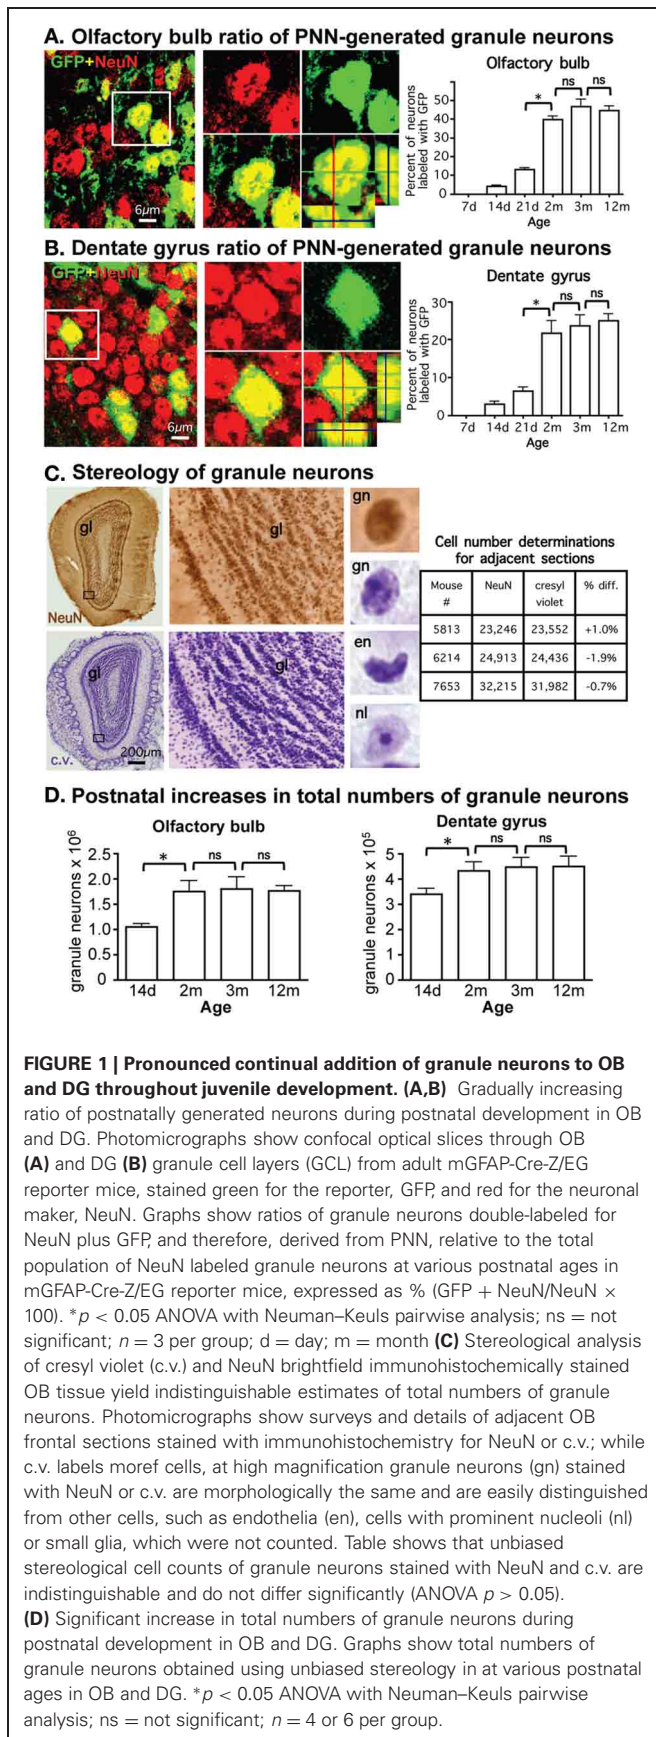 A. Olfactory bulb ratio of PNN-generated granule neurons
GFP+NeuN
6µm
Olfactory bulb
Percent of neurons
labeled with GFP
50
40
30
20
10
0
* ns ns
7d 14d 21d 2m 3m 12m
Age
B. Dentate gyrus ratio of PNN-generated granule neurons
GFP+NeuN
6µm
Dentate gyrus
Percent of neurons
labeled with GFP
30
20
10
0
* ns ns
7d 14d 21d 2m 3m 12m
Age
C. Stereology of granule neurons
gl
NeuN
gl
gn
gn
gl
c.v.
200µm
gl
en
nl
Cell number determinations
for adjacent sections
Mouse # NeuN cresyl violet % diff.
5813 23,246 23,552 +1.0%
6214 24,913 24,436 -1.9%
7653 32,215 31,982 -0.7%
D. Postnatal increases in total numbers of granule neurons
Olfactory bulb
granule neurons x 10⁶
2.5
2.0
1.5
1.0
0.5
0
* ns ns
14d 2m 3m 12m
Age
Dentate gyrus
granule neurons x 10⁵
5
4
3
2
1
0
* ns ns
14d 2m 3m 12m
Age
FIGURE 1 | Pronounced continual addition of granule neurons to OB
and DG throughout juvenile development. (A,B) Gradually increasing
ratio of postnatally generated neurons during postnatal development in OB
and DG. Photomicrographs show confocal optical slices through OB
(A) and DG (B) granule cell layers (GCL) from adult mGFAP-Cre-Z/EG
reporter mice, stained green for the reporter, GFP, and red for the neuronal
maker, NeuN. Graphs show ratios of granule neurons double-labeled for
NeuN plus GFP, and therefore, derived from PNN, relative to the total
population of NeuN labeled granule neurons at various postnatal ages in
mGFAP-Cre-Z/EG reporter mice, expressed as % (GFP + NeuN/NeuN ×
100). *p < 0.05 ANOVA with Neuman–Keuls pairwise analysis; ns = not
significant; n = 3 per group; d = day; m = month (C) Stereological analysis
of cresyl violet (c.v.) and NeuN brightfield immunohistochemically stained
OB tissue yield indistinguishable estimates of total numbers of granule
neurons. Photomicrographs show surveys and details of adjacent OB
frontal sections stained with immunohistochemistry for NeuN or c.v.; while
c.v. labels moref cells, at high magnification granule neurons (gn) stained
with NeuN or c.v. are morphologically the same and are easily distinguished
from other cells, such as endothelia (en), cells with prominent nucleoli (nl)
or small glia, which were not counted. Table shows that unbiased
stereological cell counts of granule neurons stained with NeuN and c.v. are
indistinguishable and do not differ significantly (ANOVA p > 0.05).
(D) Significant increase in total numbers of granule neurons during
postnatal development in OB and DG. Graphs show total numbers of
granule neurons obtained using unbiased stereology in at various postnatal
ages in OB and DG. *p < 0.05 ANOVA with Neuman–Keuls pairwise
analysis; ns = not significant; n = 4 or 6 per group.